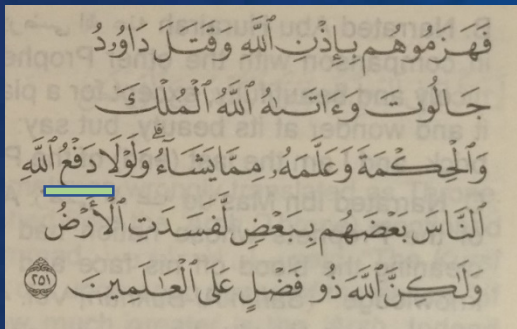 فَهَزَمُوهُم بِإِذْنِ ٱللَّهِ وَقَتَلَ دَاوُۥدُ
جَالُوتَ وَءَاتَىٰهُ ٱللَّهُ ٱلْمُلْكَ
وَٱلْحِكْمَةَ وَعَلَّمَهُۥ مِمَّا يَشَآءُ ۗ وَلَوْلَا دَفْعُ ٱللَّهِ
ٱلنَّاسَ بَعْضَهُم بِبَعْضٍ لَّفَسَدَتِ ٱلْأَرْضُ
وَلَٰكِنَّ ٱللَّهَ ذُو فَضْلٍ عَلَى ٱلْعَٰلَمِينَ ٢٥١